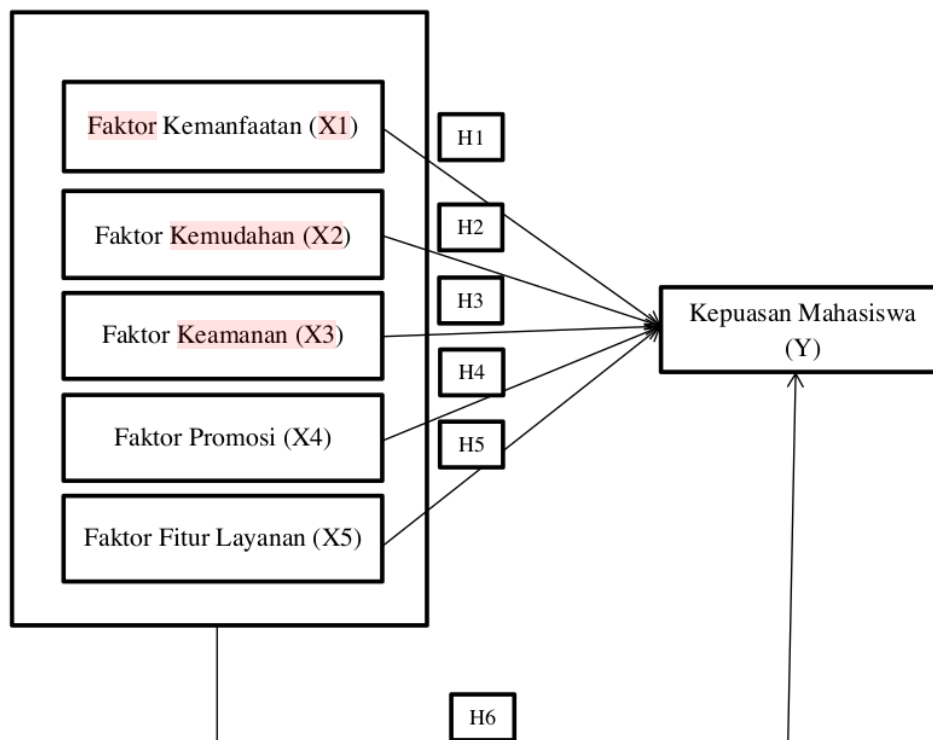 Faktor Kemanfaatan (X1)
H1
Faktor Kemudahan (X2)
H2
Faktor Keamanan (X3)
H3
Kepuasan Mahasiswa
(Y)
H4
Faktor Promosi (X4)
H5
Faktor Fitur Layanan (X5)
H6